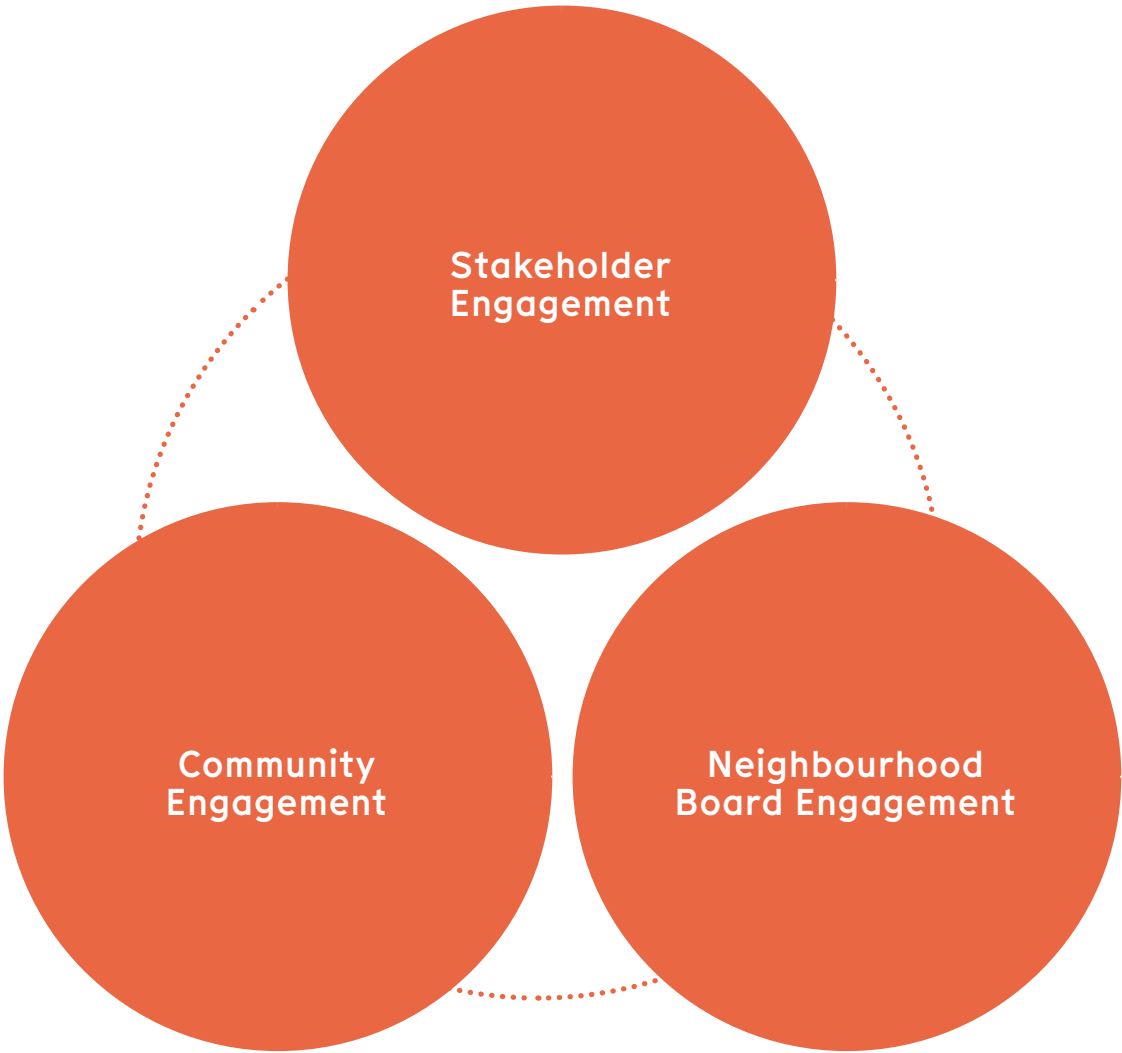 Stakeholder
Engagement
Community
Engagement
Neighbourhood
Board Engagement